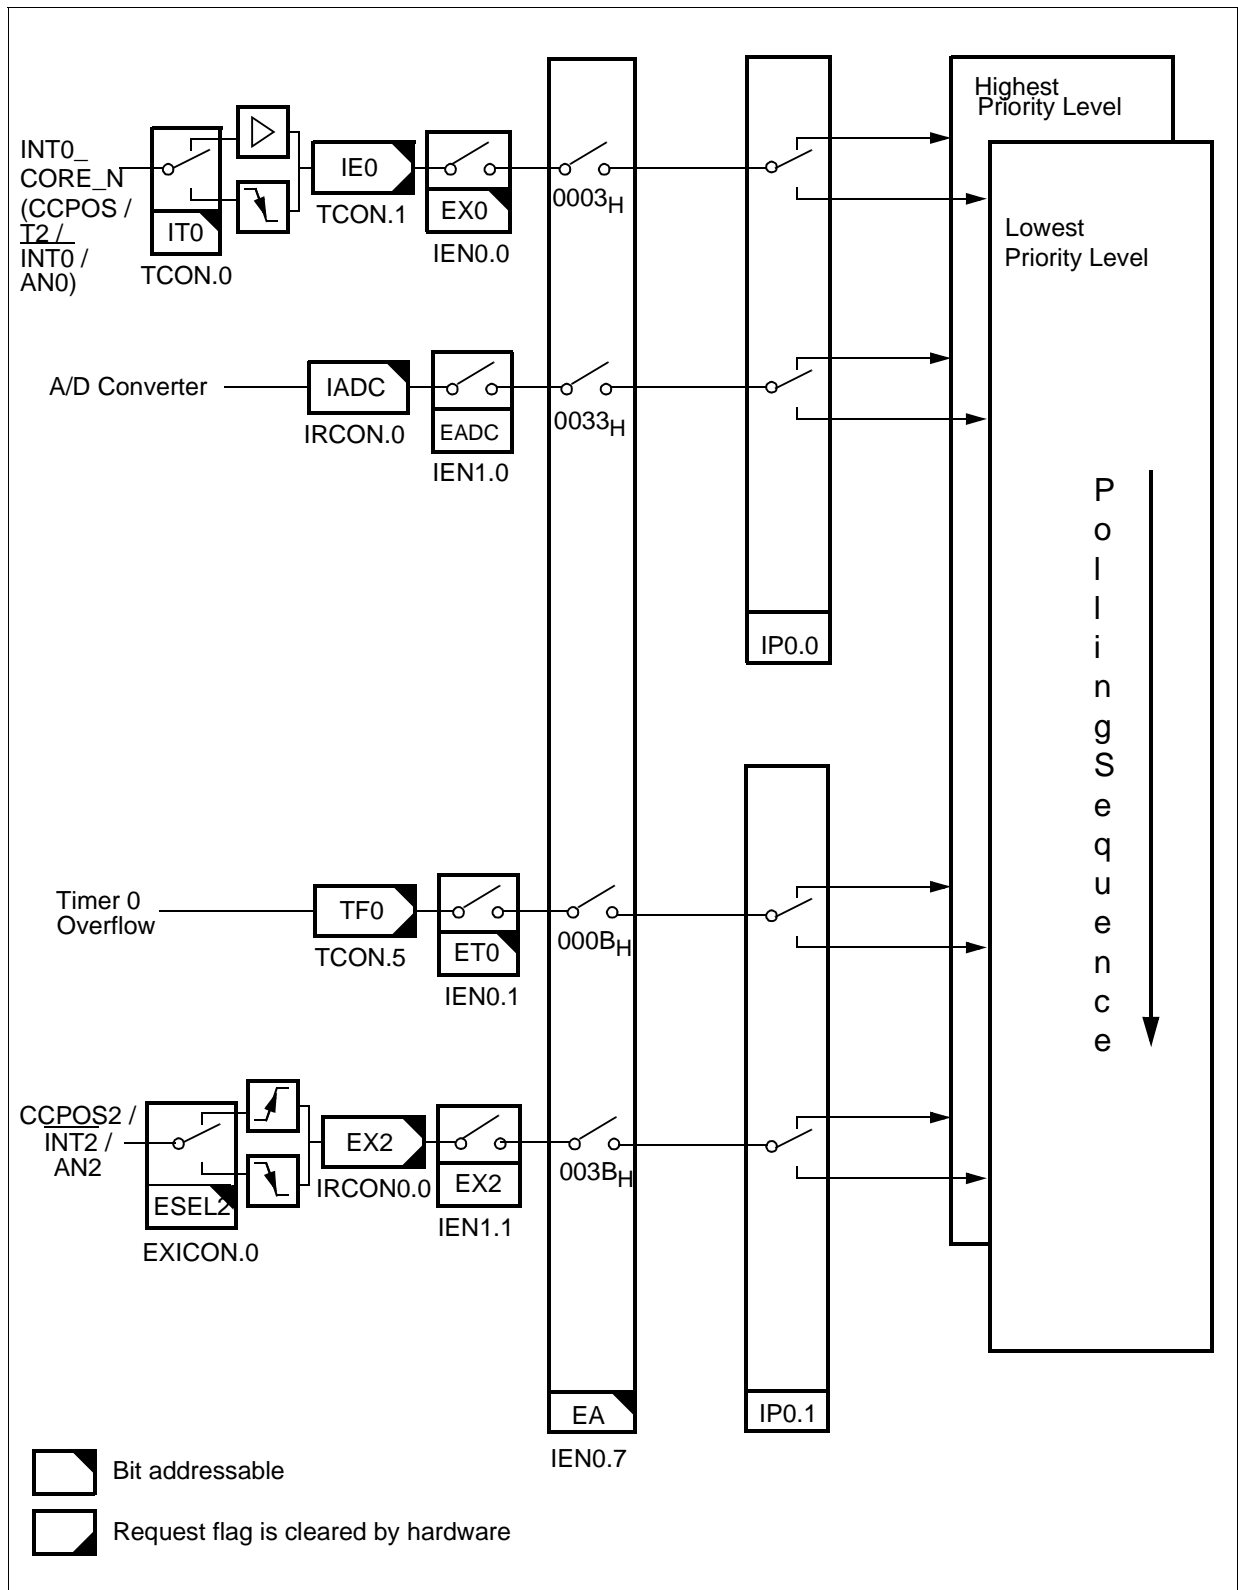 Highest
Priority Level
Lowest
Priority Level
INT0_
CORE_N
(CCPOS /
T2 /
INT0 /
AN0)
IT0
TCON.0
IE0
TCON.1
EX0
IEN0.0
0003H
A/D Converter
IADC
IRCON.0
EADC
IEN1.0
0033H
IP0.0
Polling Sequence
Timer 0
Overflow
TF0
TCON.5
ET0
IEN0.1
000BH
CCPOS2 /
INT2 /
AN2
ESEL2
EXICON.0
EX2
IRCON0.0
EX2
IEN1.1
003BH
EA
IEN0.7
IP0.1
Bit addressable
Request flag is cleared by hardware